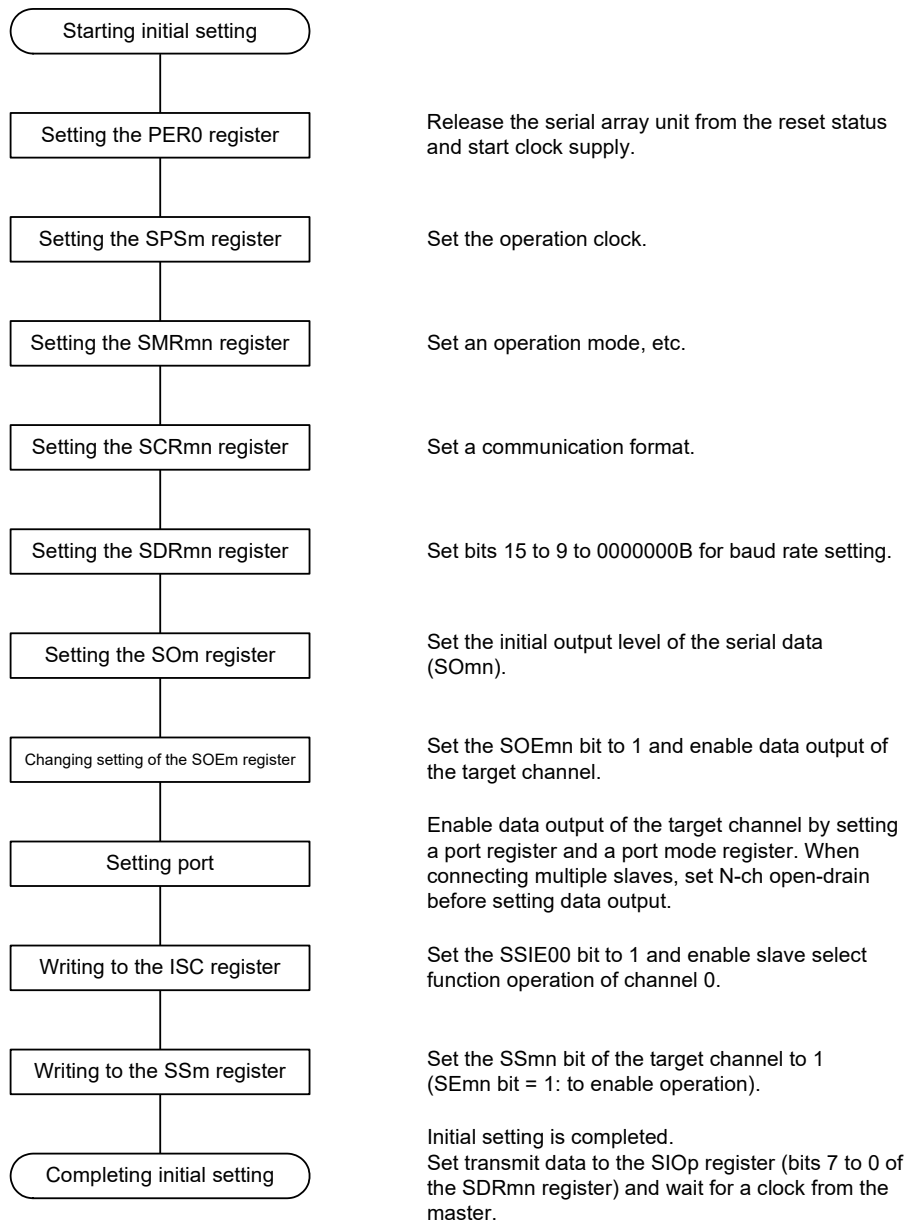 Starting initial setting
Setting the PER0 register
Release the serial array unit from the reset status
and start clock supply.
Setting the SPSm register
Set the operation clock.
Setting the SMRmn register
Set an operation mode, etc.
Setting the SCRmn register
Set a communication format.
Setting the SDRmn register
Set bits 15 to 9 to 0000000B for baud rate setting.
Setting the SOm register
Set the initial output level of the serial data
(SOmn).
Changing setting of the SOEm register
Set the SOEmn bit to 1 and enable data output of
the target channel.
Setting port
Enable data output of the target channel by setting
a port register and a port mode register. When
connecting multiple slaves, set N-ch open-drain
before setting data output.
Writing to the ISC register
Set the SSIE00 bit to 1 and enable slave select
function operation of channel 0.
Writing to the SSm register
Set the SSmn bit of the target channel to 1
(SEmn bit = 1: to enable operation).
Completing initial setting
Initial setting is completed.
Set transmit data to the SIOp register (bits 7 to 0 of
the SDRmn register) and wait for a clock from the
master.